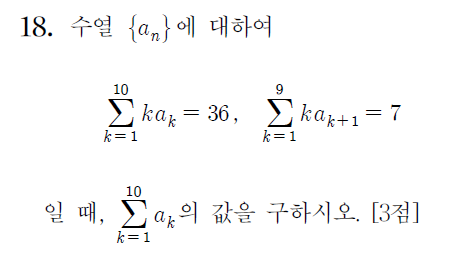 18. 수열 {aₙ}에 대하여
∑_{k=1}^{10} ka_k = 36, ∑_{k=1}^{9} ka_{k+1} = 7
일 때, ∑_{k=1}^{10} a_k의 값을 구하시오. [3점]